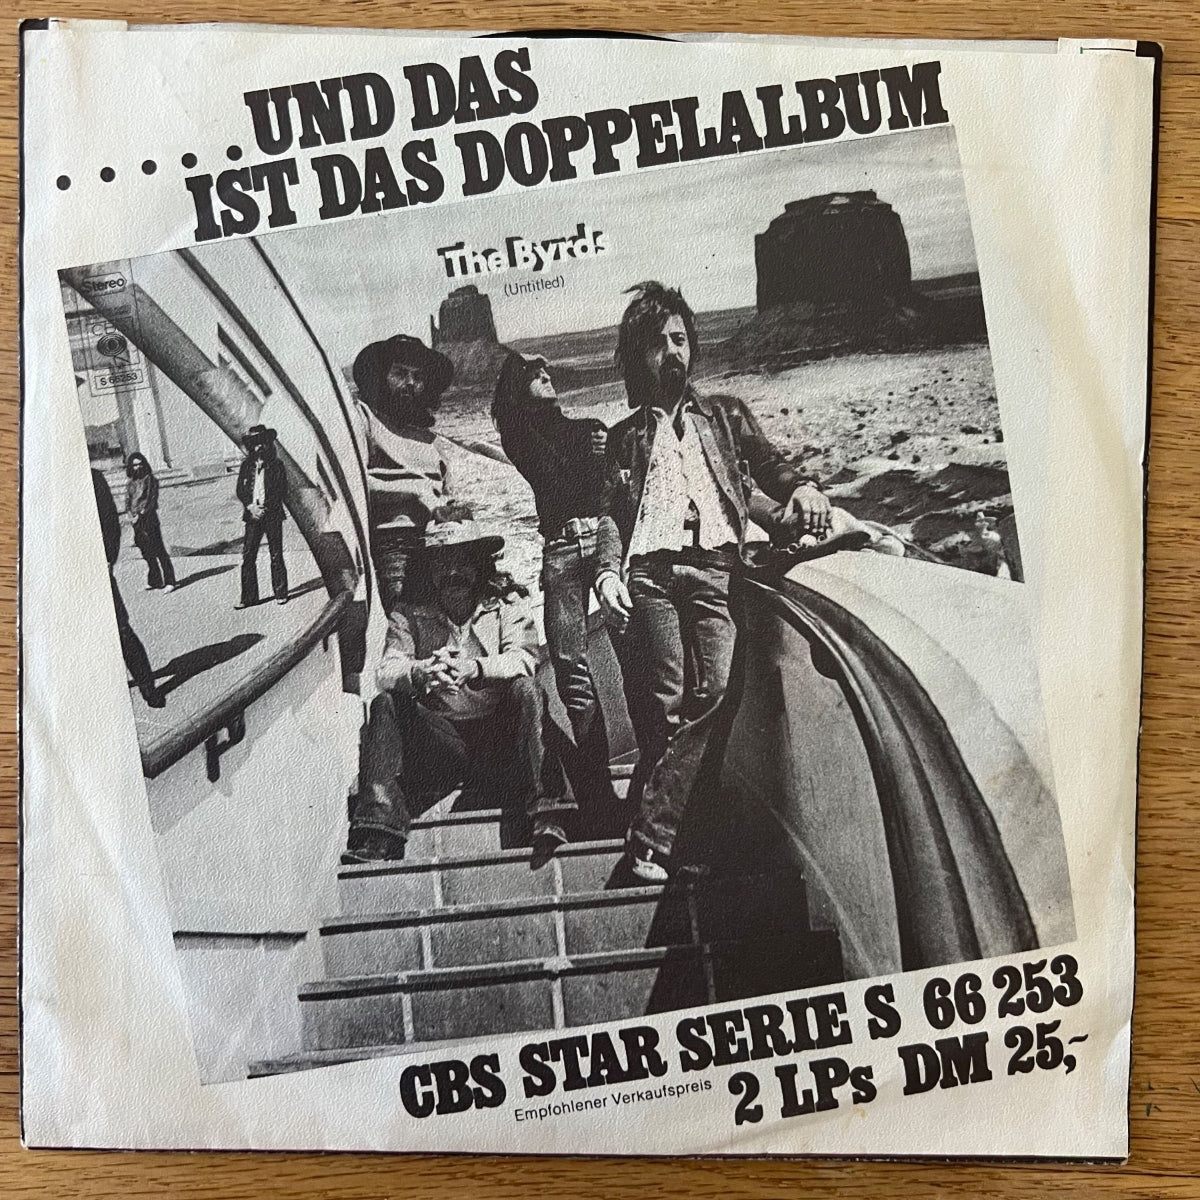 ......UND DAS
IST DAS DOPPELALBUM
The Byrds
(Untitled)
Stereo
CBS
S 66253
CBS STAR SERIE S 66 253
Empfohlener Verkaufspreis
2 LPs DM 25,-